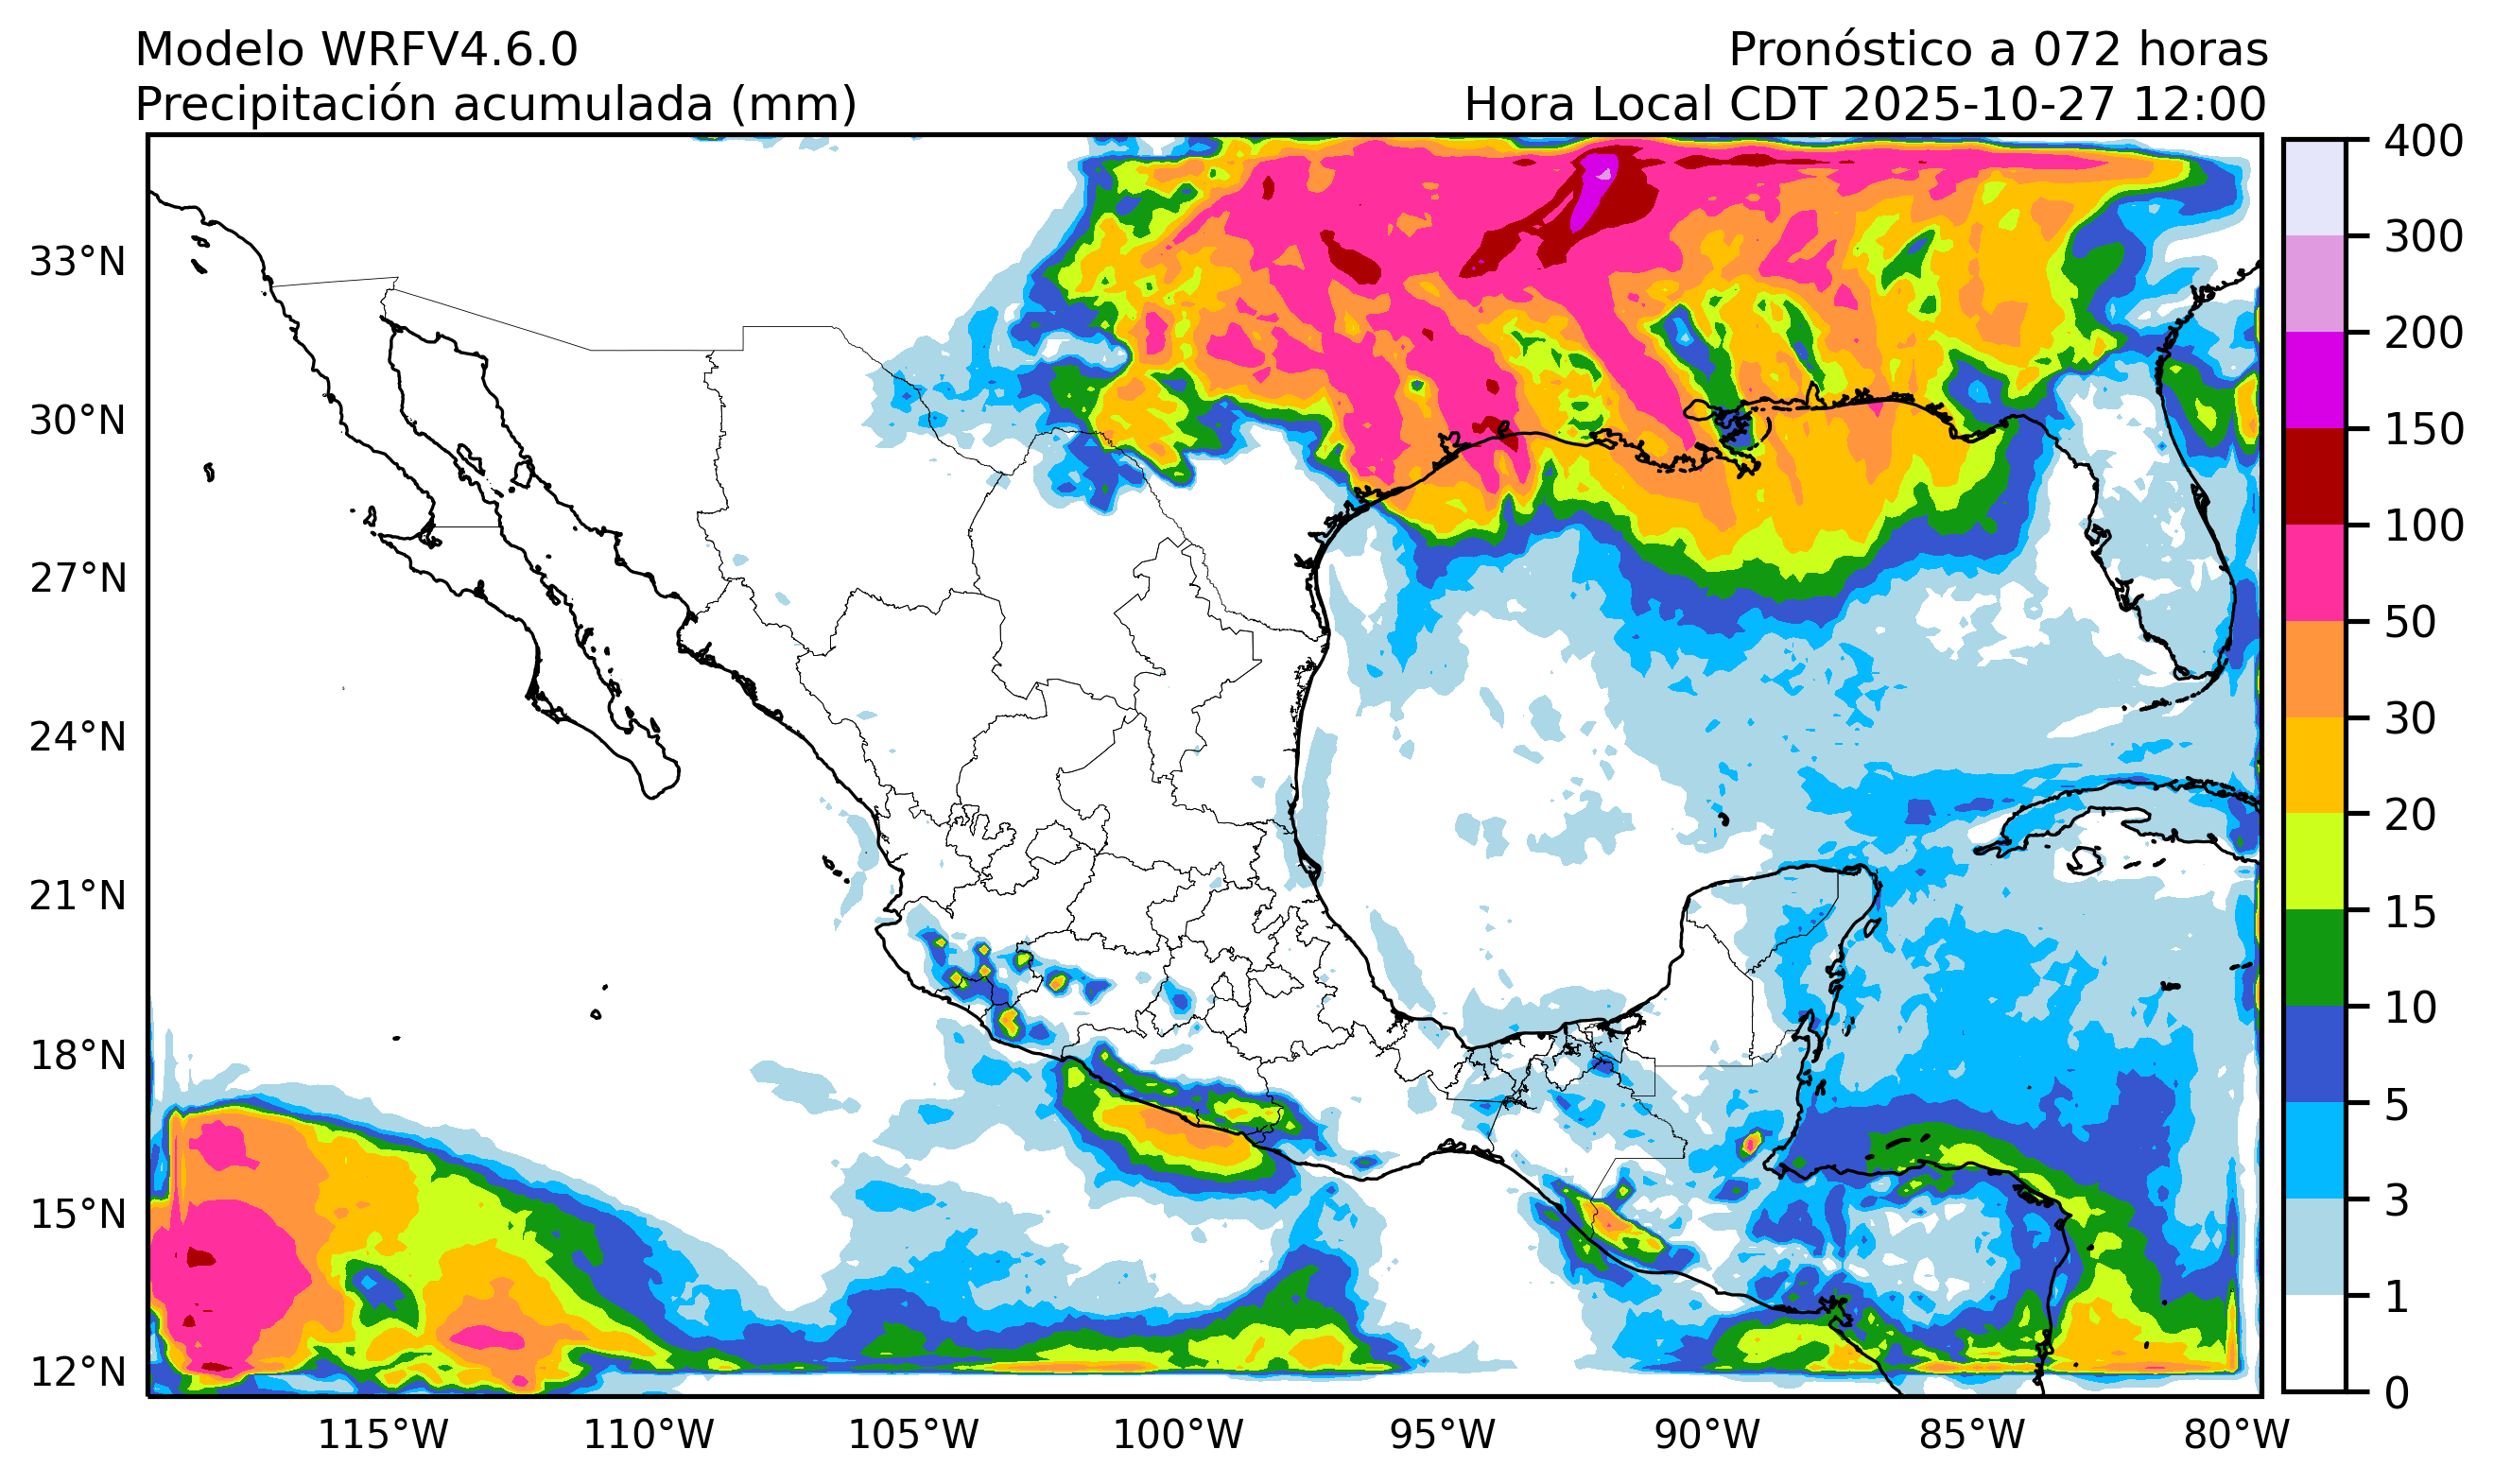 Modelo WRFV4.6.0
Pronóstico a 072 horas
Precipitación acumulada (mm)
Hora Local CDT 2025-10-27 12:00
33°N
30°N
27°N
24°N
21°N
18°N
15°N
12°N
115°W
110°W
105°W
100°W
95°W
90°W
85°W
80°W
400
300
200
150
100
50
30
20
15
10
5
3
1
0